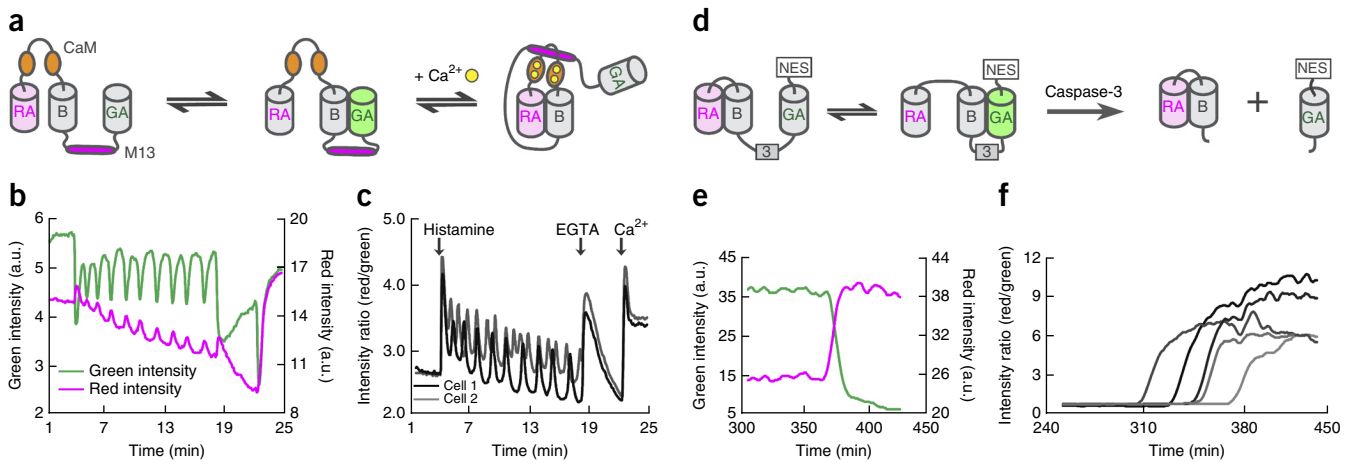 a
CaM
RA
B
GA
M13
RA
B
GA
+ Ca2+
RA
B
GA
d
NES
RA
B
GA
3
NES
RA
B
GA
3
Caspase-3
RA
B
+
NES
GA
b
Green intensity (a.u.)
6
5
4
3
2
20
19
17
14
11
8
Red intensity (a.u.)
Green intensity
Red intensity
1 7 13 19 25
Time (min)
c
Intensity ratio (red/green)
5.0
4.0
3.0
2.0
Histamine
EGTA
Ca2+
Cell 1
Cell 2
1 7 13 19 25
Time (min)
e
Green intensity (a.u.)
45
35
25
15
5
44
38
32
26
20
Red intensity (a.u.)
300 350 400 450
Time (min)
f
Intensity ratio (red/green)
12
9
6
3
0
240 310 380 450
Time (min)